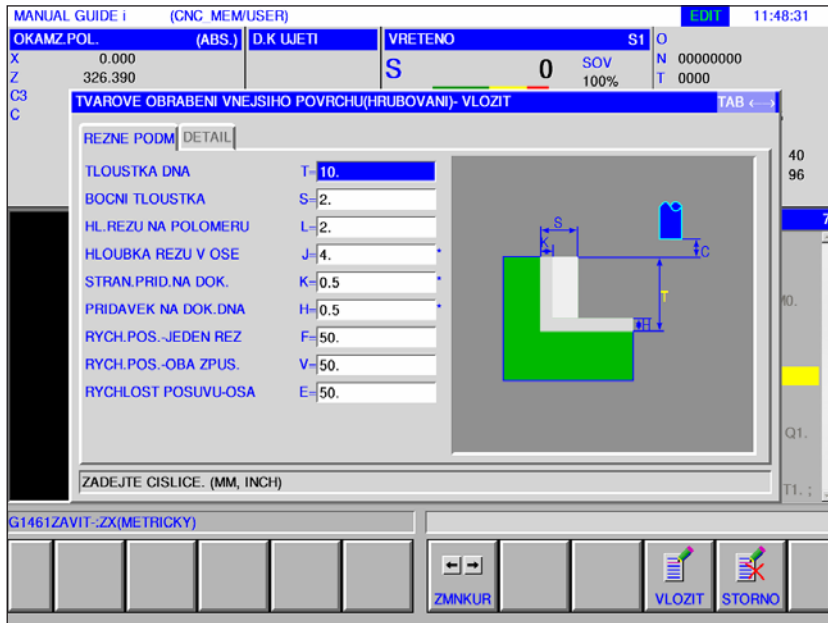 MANUAL GUIDE i (CNC_MEM/USER) EDIT 11:48:31
OKAMZ.POL. (ABS.) D.K UJETI VRETENO S1 O
X 0.000 N 00000000
Z 326.390 S 0 SOV 100% T 0000
C3
C
TVAROVE OBRABENI VNEJSIHO POVRCHU(HRUBOVANI)- VLOZIT TAB ←→
REZNE PODM DETAIL
40
96
TLOUSTKA DNA T= 10.
BOCNI TLOUSTKA S= 2.
HL.REZU NA POLOMERU L= 2.
HLOUBKA REZU V OSE J= 4. *
STRAN.PRID.NA DOK. K= 0.5 *
PRIDAVEK NA DOK.DNA H= 0.5 *
RYCH.POS.-JEDEN REZ F= 50.
RYCH.POS.-OBA ZPUS. V= 50.
RYCHLOST POSUVU-OSA E= 50.
S
K
C
T
H
7
M0.
Q1.
T1. ;
ZADEJTE CISLICE. (MM, INCH)
G1461ZAVIT-:ZX(METRICKY)
ZMNKUR VLOZIT STORNO